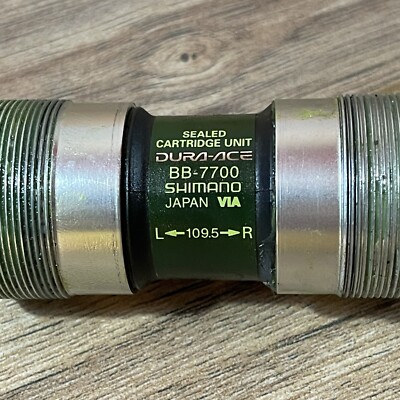 SEALED
CARTRIDGE UNIT
DURA-ACE
BB-7700
SHIMANO
JAPAN VIA
L←109.5→R